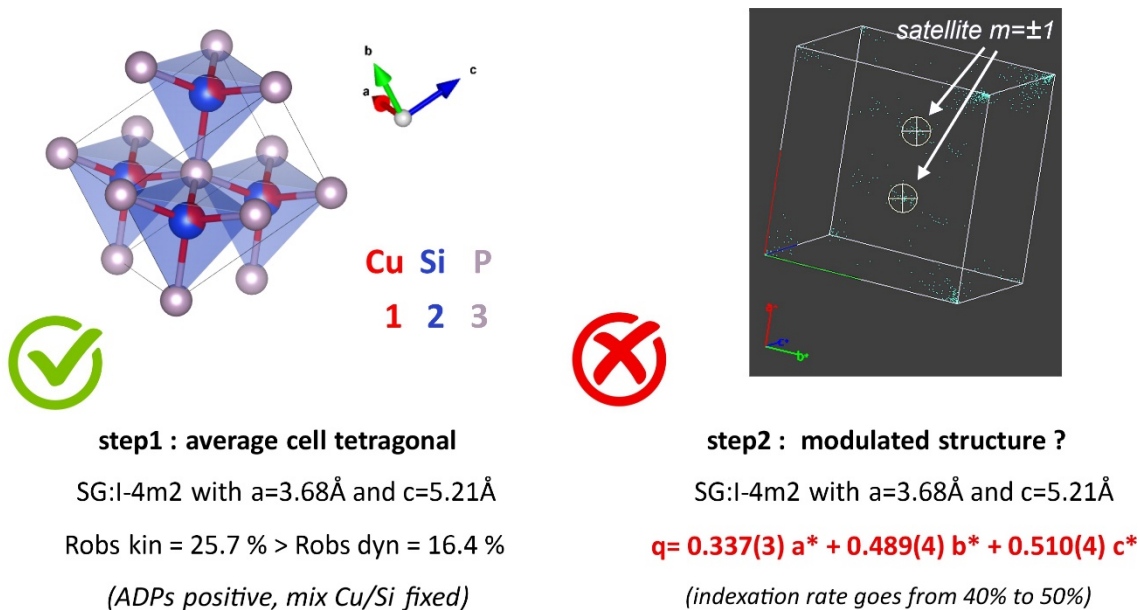 satellite m=±1
b
c
a
Cu Si P
1 2 3
a*
c*
b*
step1 : average cell tetragonal
SG:I-4m2 with a=3.68Å and c=5.21Å
Robs kin = 25.7 % > Robs dyn = 16.4 %
(ADPs positive, mix Cu/Si fixed)
step2 : modulated structure ?
SG:I-4m2 with a=3.68Å and c=5.21Å
q= 0.337(3) a* + 0.489(4) b* + 0.510(4) c*
(indexation rate goes from 40% to 50%)